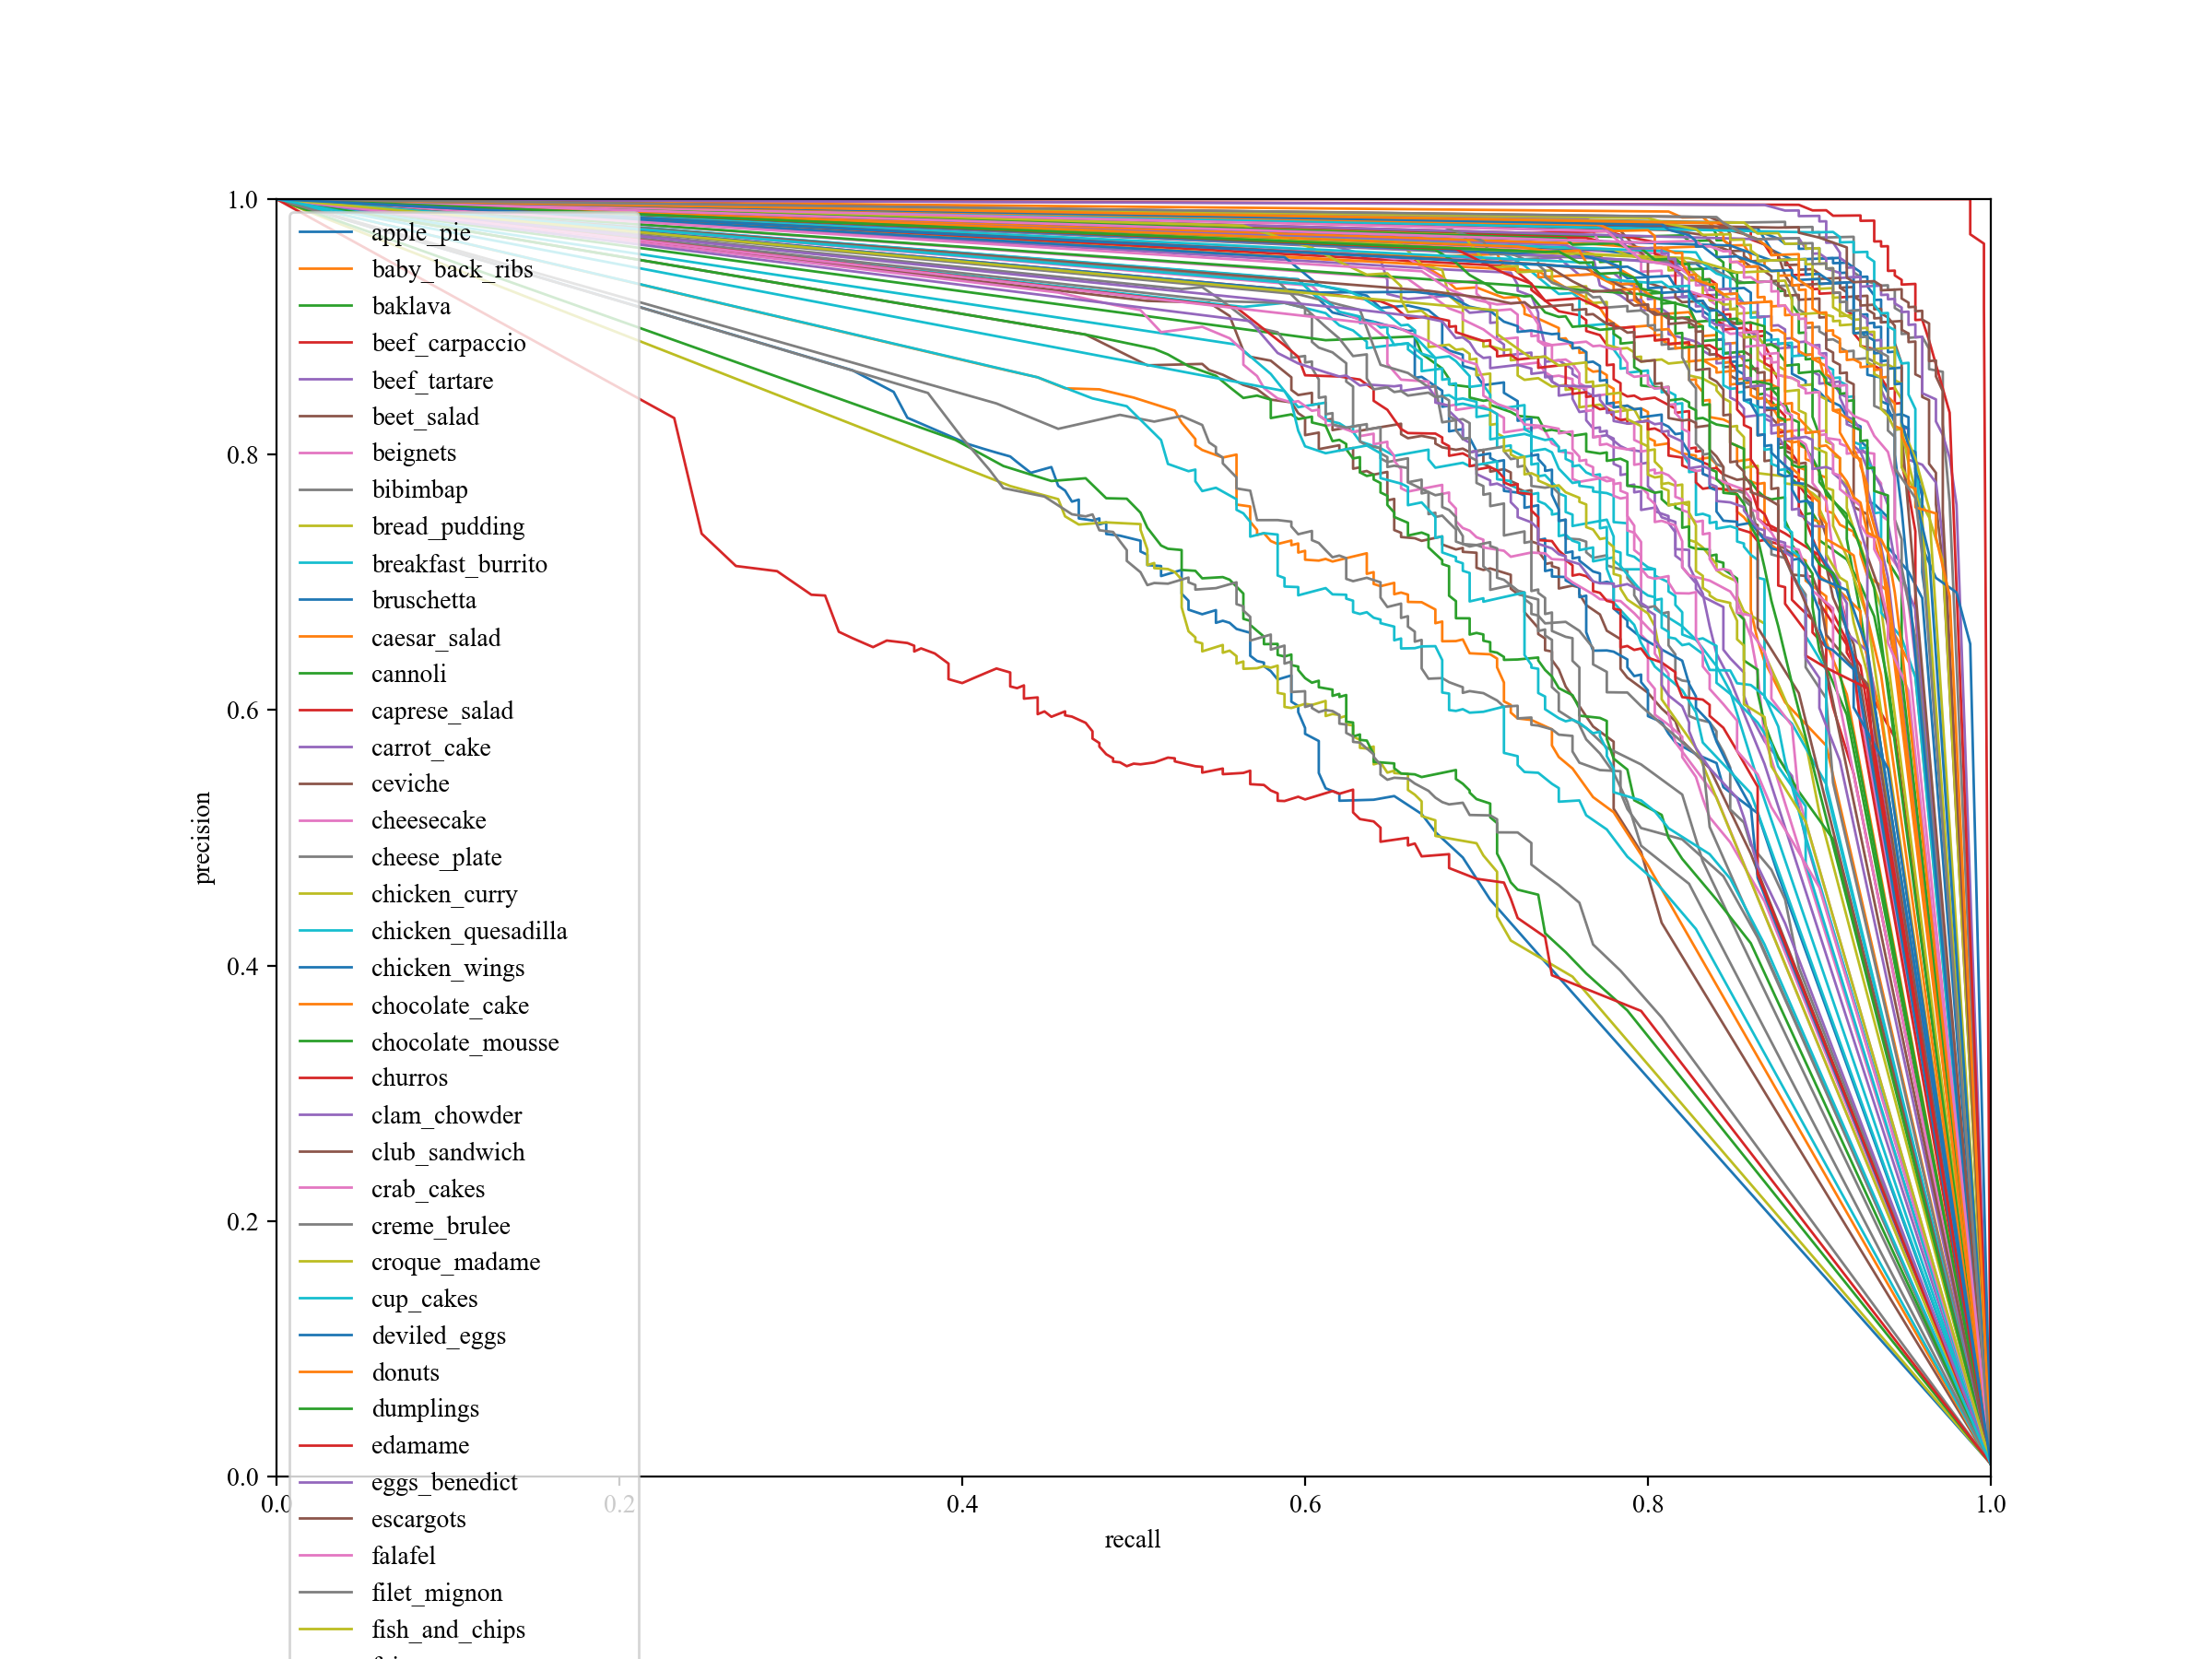 1.0
0.8
0.6
0.4
0.2
0.0
precision
apple_pie
baby_back_ribs
baklava
beef_carpaccio
beef_tartare
beet_salad
beignets
bibimbap
bread_pudding
breakfast_burrito
bruschetta
caesar_salad
cannoli
caprese_salad
carrot_cake
ceviche
cheesecake
cheese_plate
chicken_curry
chicken_quesadilla
chicken_wings
chocolate_cake
chocolate_mousse
churros
clam_chowder
club_sandwich
crab_cakes
creme_brulee
croque_madame
cup_cakes
deviled_eggs
donuts
dumplings
edamame
eggs_benedict
escargots
falafel
filet_mignon
fish_and_chips
0.0 0.2 0.4 0.6 0.8 1.0
recall